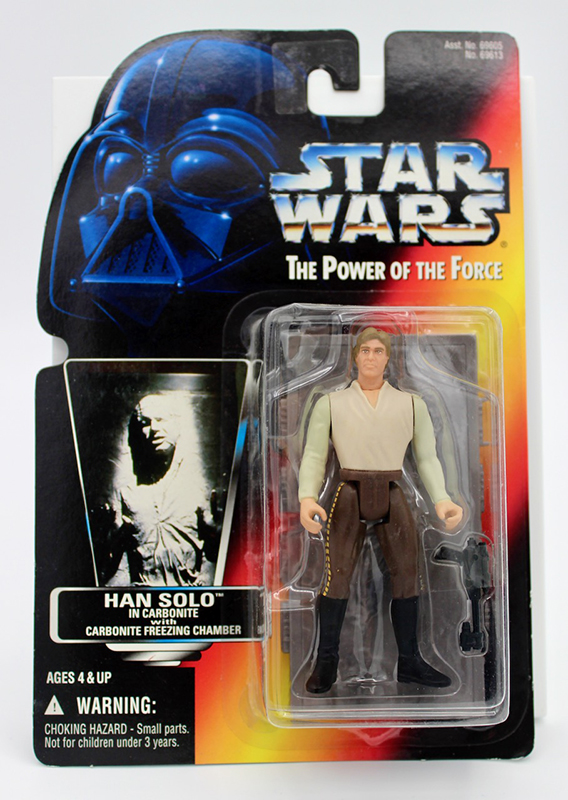 Asst. No. 69605
No. 69613
STAR
WARS®
THE POWER OF THE FORCE
HAN SOLO™
IN CARBONITE
with
CARBONITE FREEZING CHAMBER
AGES 4 & UP
⚠ WARNING:
CHOKING HAZARD - Small parts.
Not for children under 3 years.